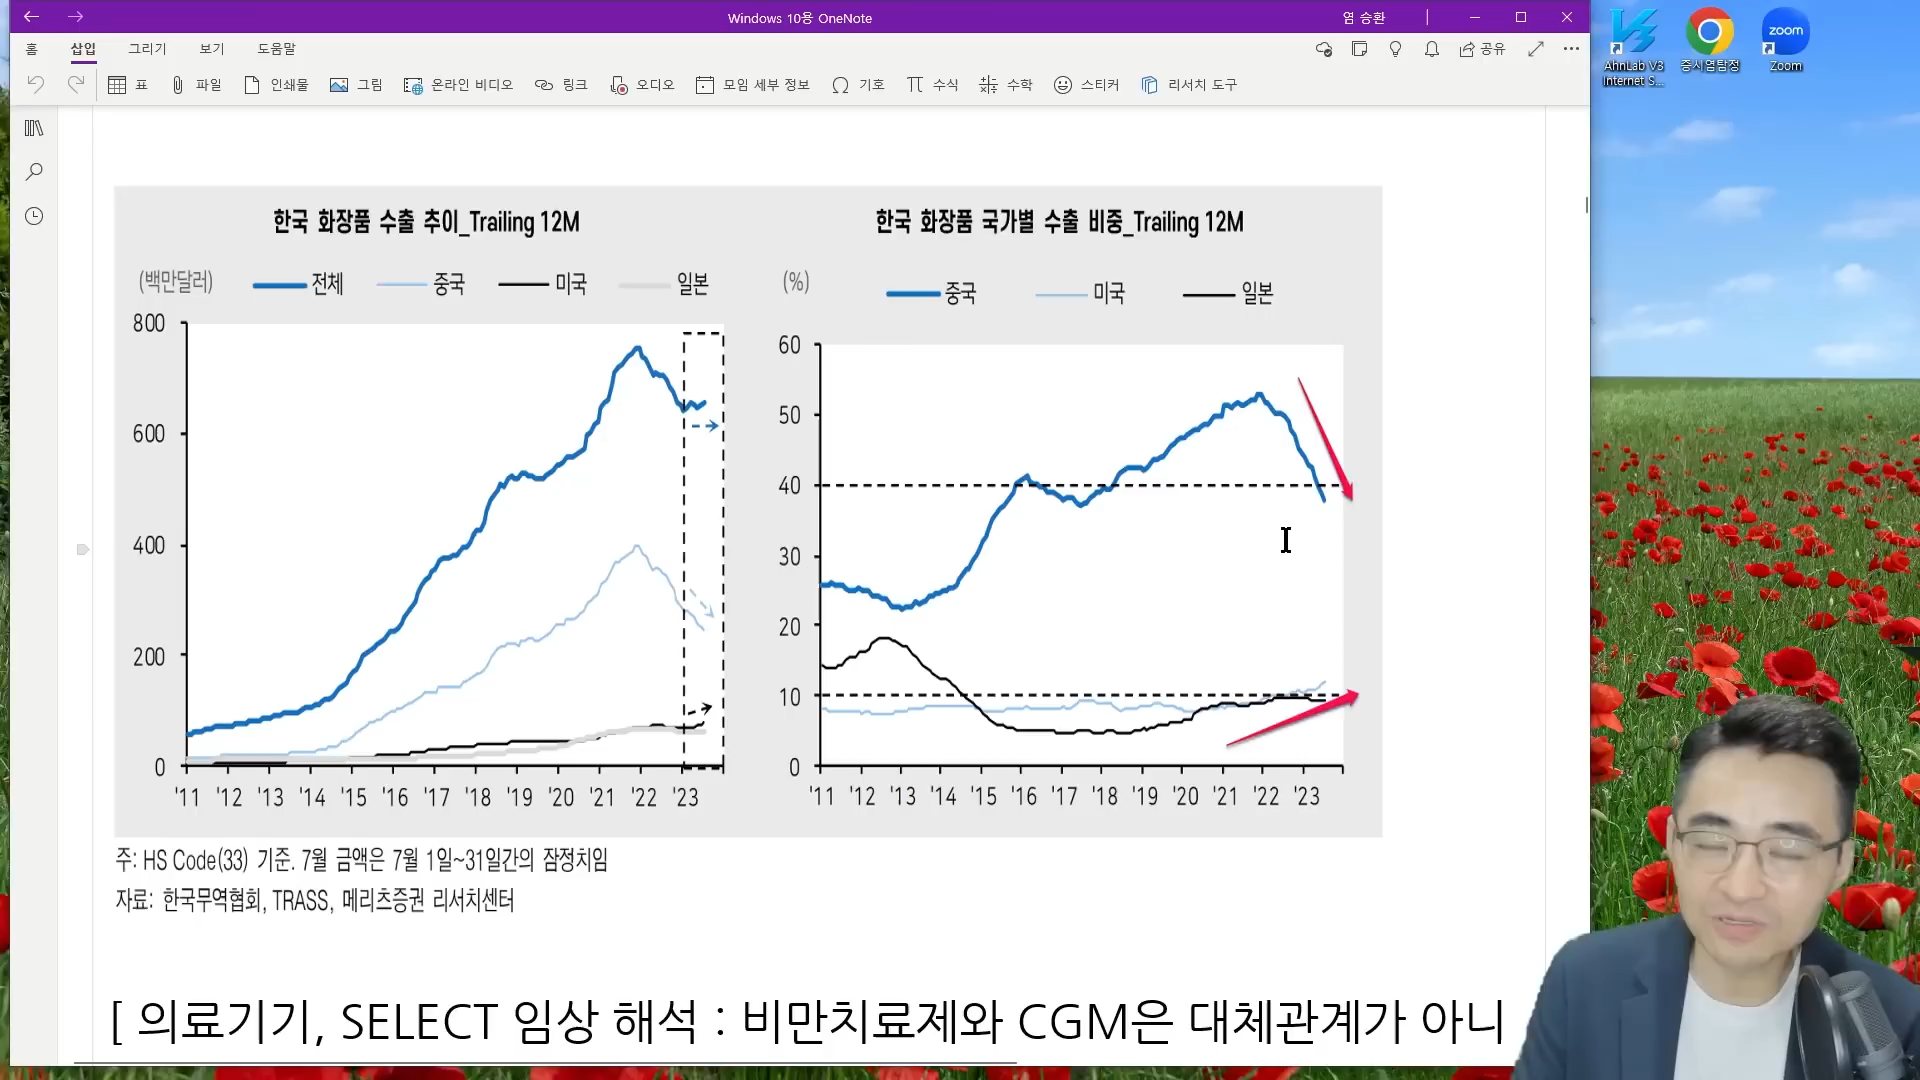 Windows 10용 OneNote
염 승환
홈 삽입 그리기 보기 도움말
공유
표 파일 인쇄물 그림 온라인 비디오 링크 오디오 모임 세부 정보 기호 수식 수학 스티커 리서치 도구
AhnLab V3 Internet S...
증시염탐정
zoom
Zoom
한국 화장품 수출 추이_Trailing 12M
(백만달러)
전체 중국 미국 일본
800
600
400
200
0
'11 '12 '13 '14 '15 '16 '17 '18 '19 '20 '21 '22 '23
한국 화장품 국가별 수출 비중_Trailing 12M
(%)
중국 미국 일본
60
50
40
30
20
10
0
'11 '12 '13 '14 '15 '16 '17 '18 '19 '20 '21 '22 '23
주: HS Code(33) 기준. 7월 금액은 7월 1일~31일간의 잠정치임
자료: 한국무역협회, TRASS, 메리츠증권 리서치센터
[ 의료기기, SELECT 임상 해석 : 비만치료제와 CGM은 대체관계가 아니